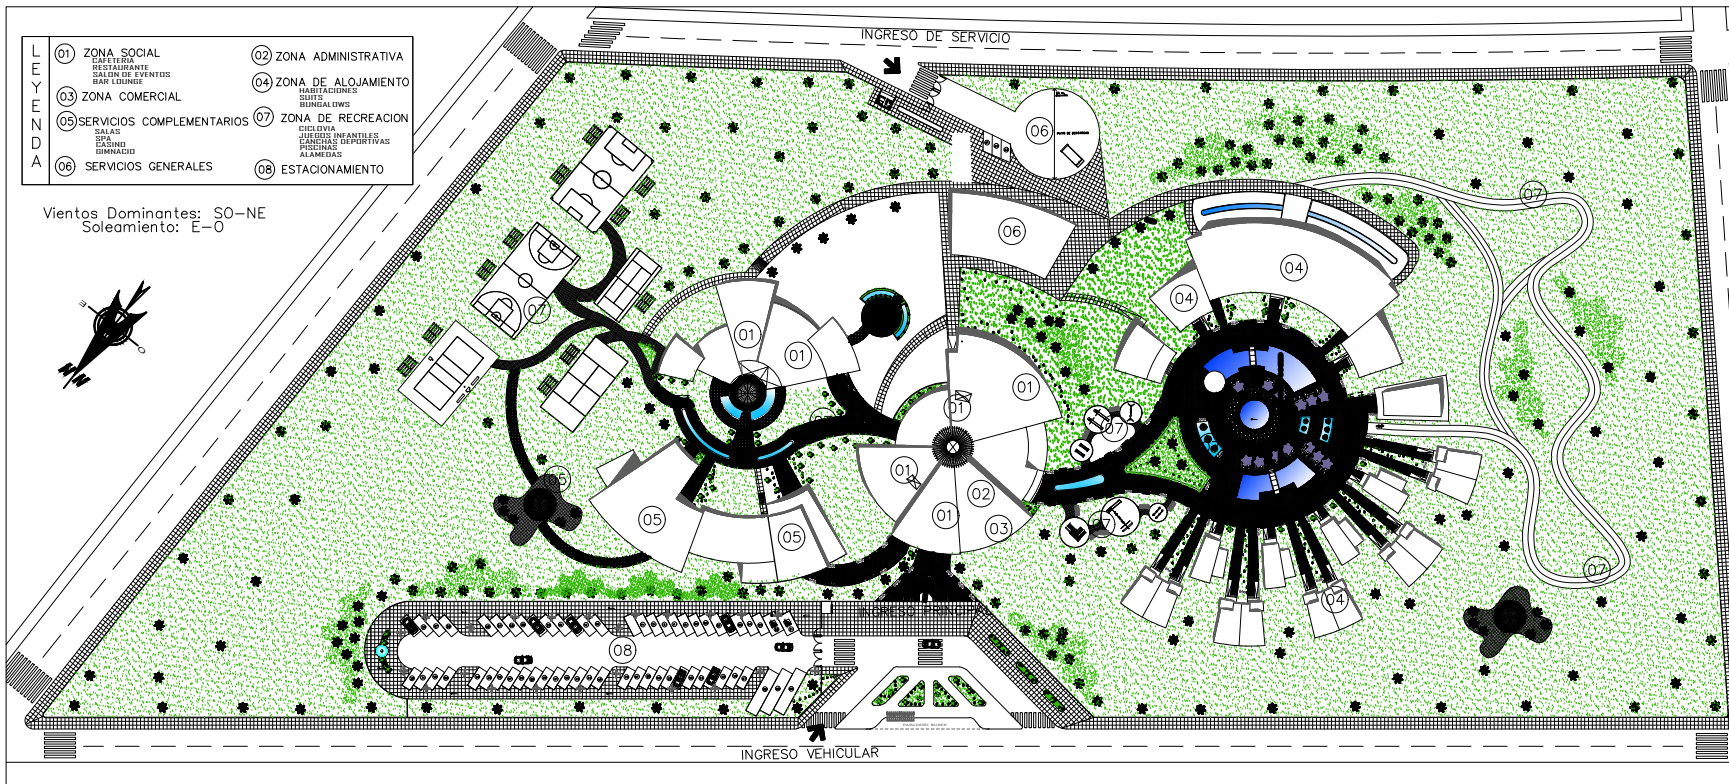 LEYENDA
01 ZONA SOCIAL
CAFETERIA
RESTAURANTE
SALON DE EVENTOS
BAR LOUNGE
02 ZONA ADMINISTRATIVA
03 ZONA COMERCIAL
04 ZONA DE ALOJAMIENTO
HABITACIONES
SUITS
BUNGALOWS
05 SERVICIOS COMPLEMENTARIOS
SALAS
SPA
CASINO
GIMNACIO
06 SERVICIOS GENERALES
07 ZONA DE RECREACION
CICLOVIA
JUEGOS INFANTILES
CANCHAS DEPORTIVAS
PISCINAS
ALAMEDAS
08 ESTACIONAMIENTO
Vientos Dominantes: SO-NE
Soleamiento: E-O
E
O
N
N
INGRESO DE SERVICIO
06
07
06
04
04
07
01
01
01
01
07
01
02
01
03
05
05
05
07
04
07
08
INGRESO PRINCIPAL
INGRESO VEHICULAR